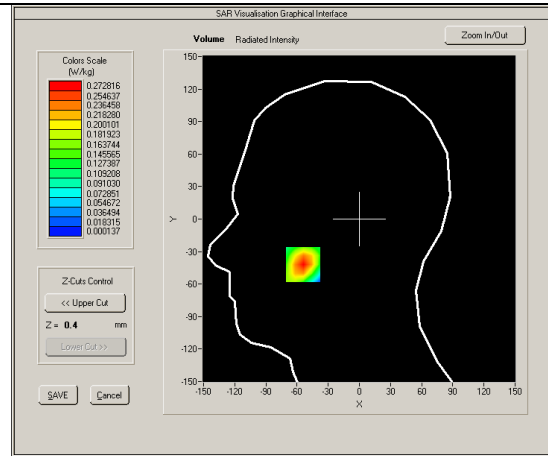 SAR Visualisation Graphical Interface
Volume Radiated Intensity
Zoom In/Out
Colors Scale
(W/kg)
0.272816
0.254637
0.236458
0.218280
0.200101
0.181923
0.163744
0.145565
0.127387
0.109208
0.091030
0.072851
0.054672
0.036494
0.018315
0.000137
Z-Cuts Control
<< Upper Cut
Z = 0.4 mm
Lower Cut >>
SAVE Cancel
150
120
90
60
30
0
-30
-60
-90
-120
-150
Y
-150 -120 -90 -60 -30 0 30 60 90 120 150
X